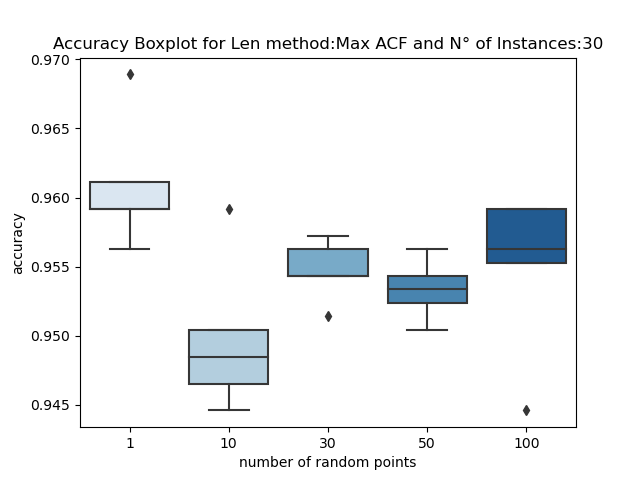 Accuracy Boxplot for Len method:Max ACF and N° of Instances:30
0.970
0.965
0.960
0.955
0.950
0.945
accuracy
1 10 30 50 100
number of random points